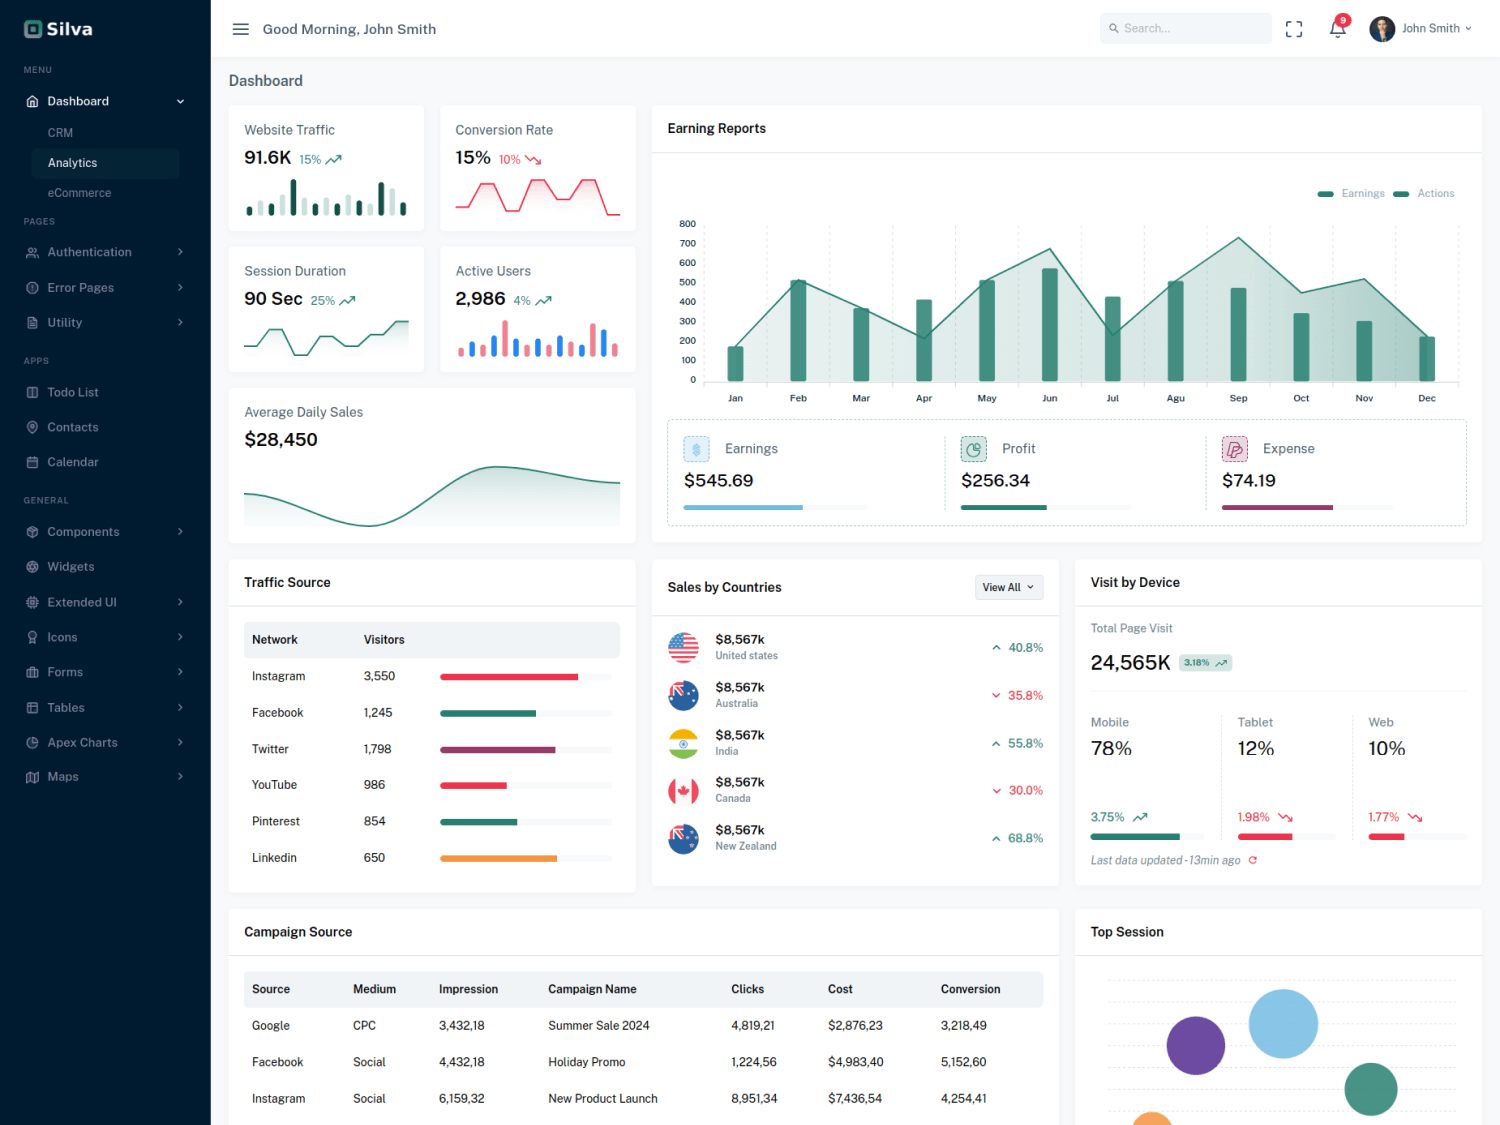 Silva
MENU
Dashboard
CRM
Analytics
eCommerce
PAGES
Authentication
Error Pages
Utility
APPS
Todo List
Contacts
Calendar
GENERAL
Components
Widgets
Extended UI
Icons
Forms
Tables
Apex Charts
Maps
Good Morning, John Smith
Search...
9
John Smith
Dashboard
Website Traffic
91.6K 15%
Conversion Rate
15% 10%
Session Duration
90 Sec 25%
Active Users
2,986 4%
Average Daily Sales
$28,450
Earning Reports
Earnings Actions
800
700
600
500
400
300
200
100
0
Jan Feb Mar Apr May Jun Jul Agu Sep Oct Nov Dec
Earnings
$545.69
Profit
$256.34
Expense
$74.19
Traffic Source
Network Visitors
Instagram 3,550
Facebook 1,245
Twitter 1,798
YouTube 986
Pinterest 854
Linkedin 650
Sales by Countries
View All
$8,567k
United states
40.8%
$8,567k
Australia
35.8%
$8,567k
India
55.8%
$8,567k
Canada
30.0%
$8,567k
New Zealand
68.8%
Visit by Device
Total Page Visit
24,565K 3.18%
Mobile
78%
3.75%
Tablet
12%
1.98%
Web
10%
1.77%
Last data updated - 13min ago
Campaign Source
Source Medium Impression Campaign Name Clicks Cost Conversion
Google CPC 3,432,18 Summer Sale 2024 4,819,21 $2,876,23 3,218,49
Facebook Social 4,432,18 Holiday Promo 1,224,56 $4,983,40 5,152,60
Instagram Social 6,159,32 New Product Launch 8,951,34 $7,436,54 4,254,41
Top Session